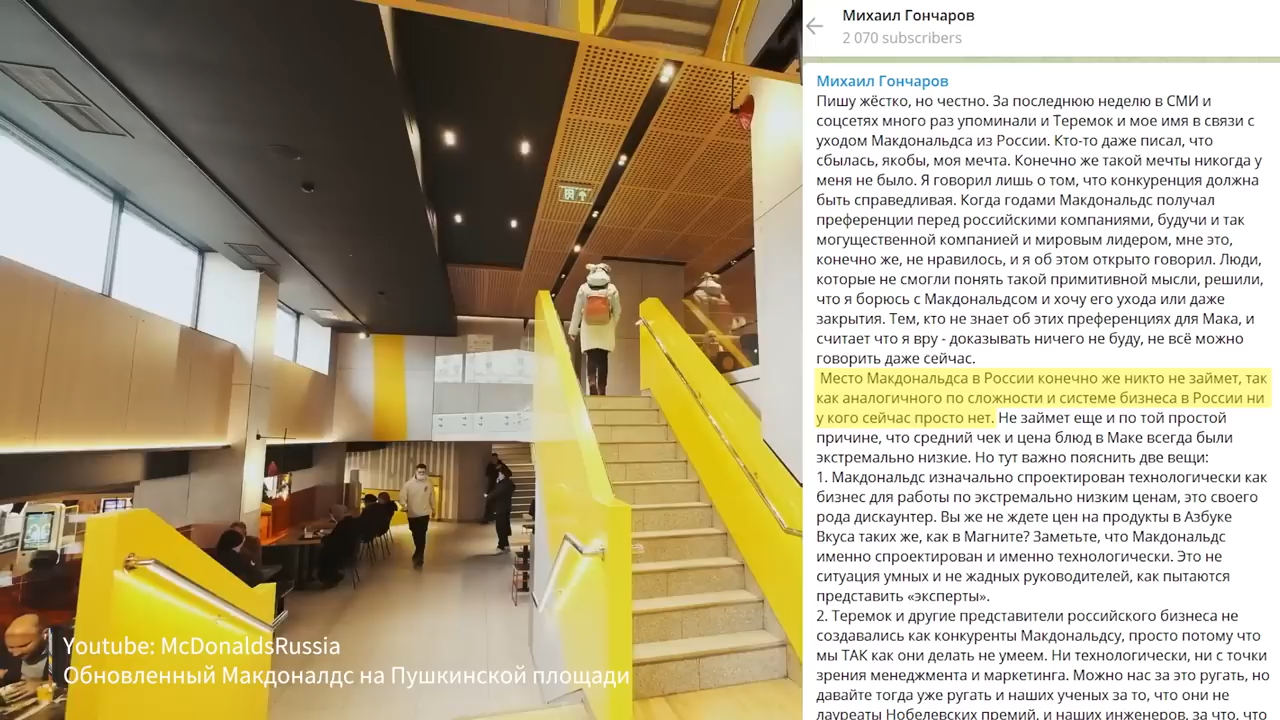 Михаил Гончаров
2 070 subscribers
Михаил Гончаров
Пишу жёстко, но честно. За последнюю неделю в СМИ и
соцсетях много раз упоминали и Теремок и мое имя в связи с
уходом Макдональдса из России. Кто-то даже писал, что
сбылась, якобы, моя мечта. Конечно же такой мечты никогда у
меня не было. Я говорил лишь о том, что конкуренция должна
быть справедливая. Когда годами Макдональдс получал
преференции перед российскими компаниями, будучи и так
могущественной компанией и мировым лидером, мне это,
конечно же, не нравилось, и я об этом открыто говорил. Люди,
которые не смогли понять такой примитивной мысли, решили,
что я борюсь с Макдональдсом и хочу его ухода или даже
закрытия. Тем, кто не знает об этих преференциях для Мака, и
считает что я вру - доказывать ничего не буду, не всё можно
говорить даже сейчас.
Место Макдональдса в России конечно же никто не займет, так
как аналогичного по сложности и системе бизнеса в России ни
у кого сейчас просто нет. Не займет еще и по той простой
причине, что средний чек и цена блюд в Маке всегда были
экстремально низкие. Но тут важно пояснить две вещи:
1. Макдональдс изначально спроектирован технологически как
бизнес для работы по экстремально низким ценам, это своего
рода дискаунтер. Вы же не ждете цен на продукты в Азбуке
Вкуса таких же, как в Магните? Заметьте, что Макдональдс
именно спроектирован и именно технологически. Это не
ситуация умных и не жадных руководителей, как пытаются
представить «эксперты».
2. Теремок и другие представители российского бизнеса не
создавались как конкуренты Макдональдсу, просто потому что
мы ТАК как они делать не умеем. Ни технологически, ни с точки
зрения менеджмента и маркетинга. Можно нас за это ругать, но
давайте тогда уже ругать и наших ученых за то, что они не
лауреаты Нобелевских премий, и наших инженеров, за что, что
Youtube: McDonaldsRussia
Обновленный Макдоналдс на Пушкинской площади